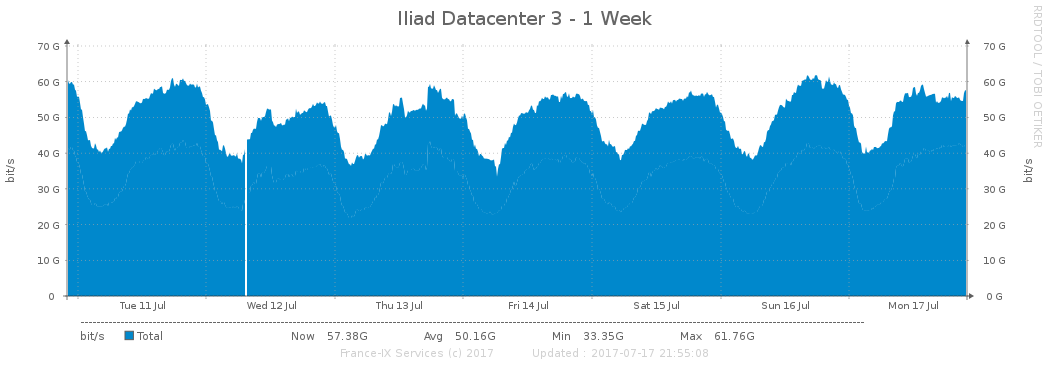 Iliad Datacenter 3 - 1 Week
RRDTOOL / TOBI OETIKER
70 G 70 G
60 G 60 G
50 G 50 G
40 G 40 G
30 G 30 G
20 G 20 G
10 G 10 G
0 0 G
bit/s bit/s
Tue 11 Jul Wed 12 Jul Thu 13 Jul Fri 14 Jul Sat 15 Jul Sun 16 Jul Mon 17 Jul
bit/s Total Now 57.38G Avg 50.16G Min 33.35G Max 61.76G
France-IX Services (c) 2017 Updated : 2017-07-17 21:55:08